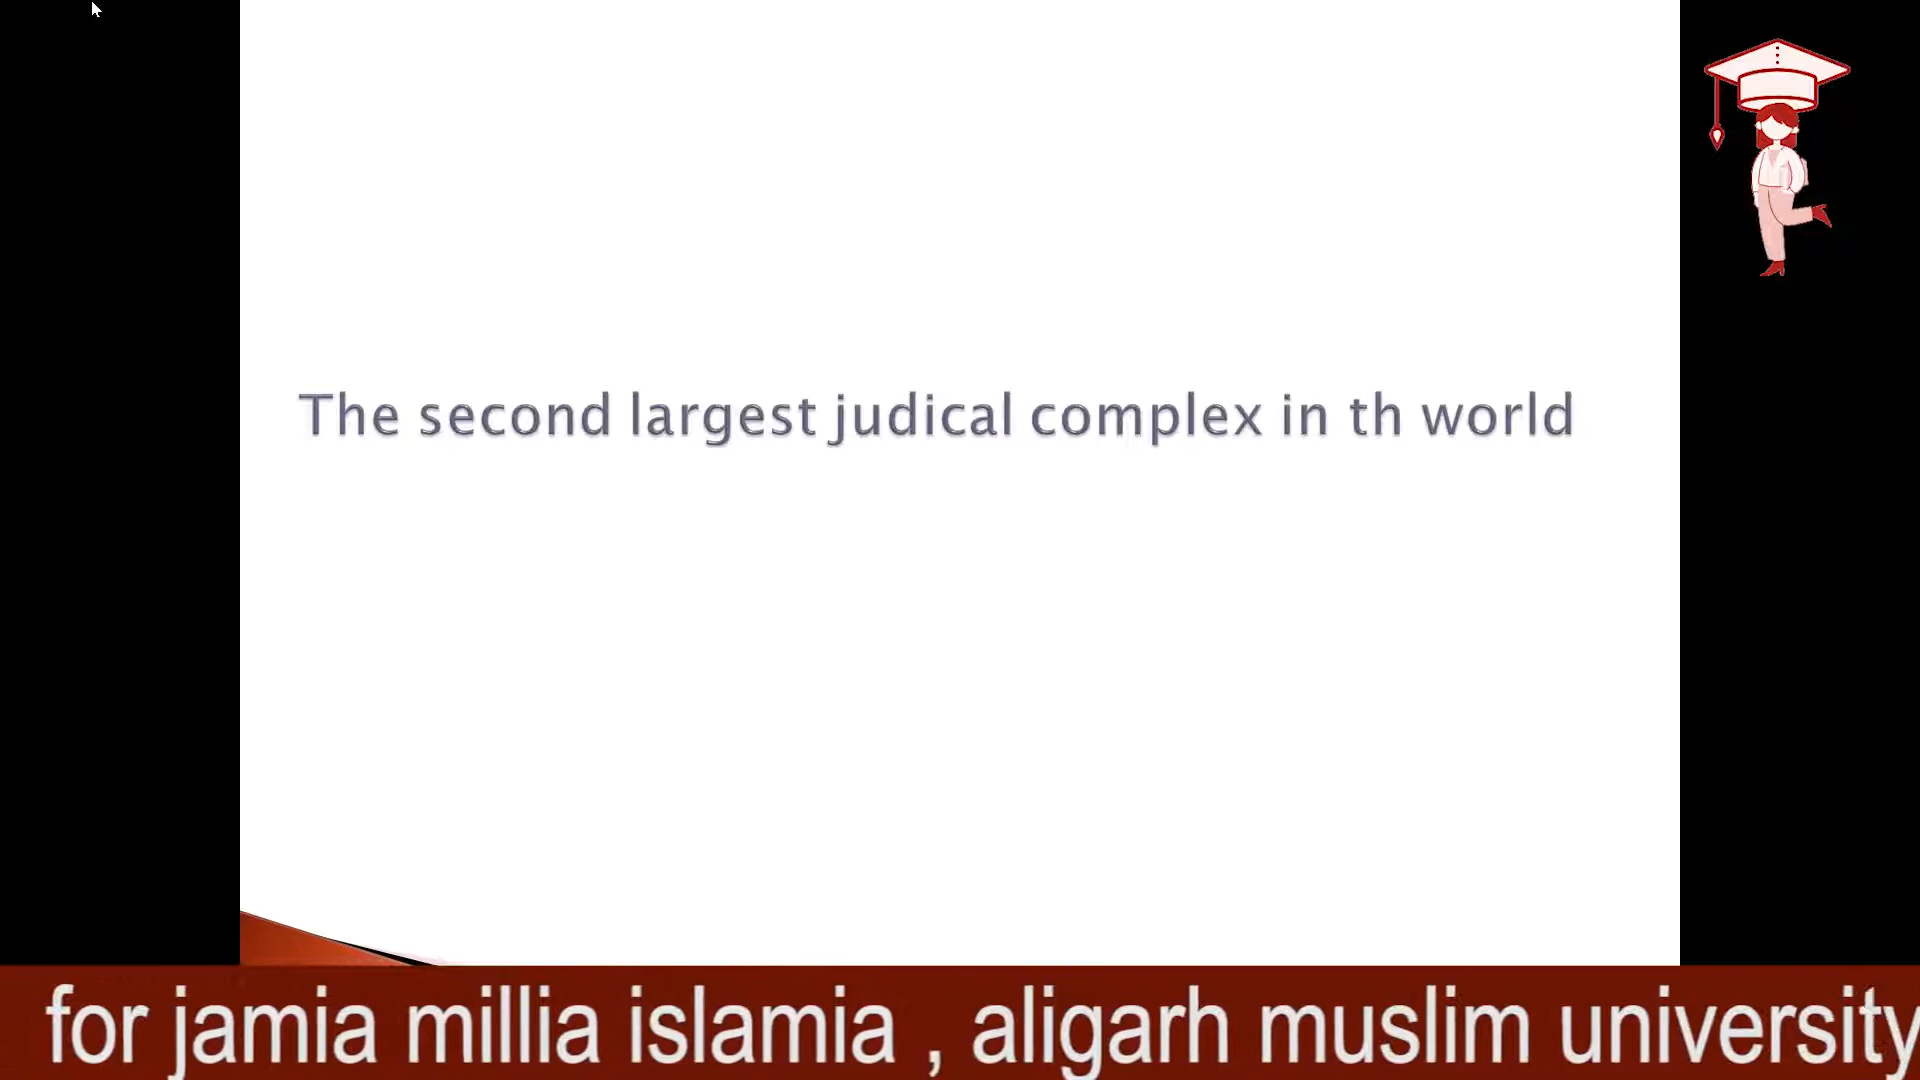 The second largest judical complex in th world
for jamia millia islamia , aligarh muslim university